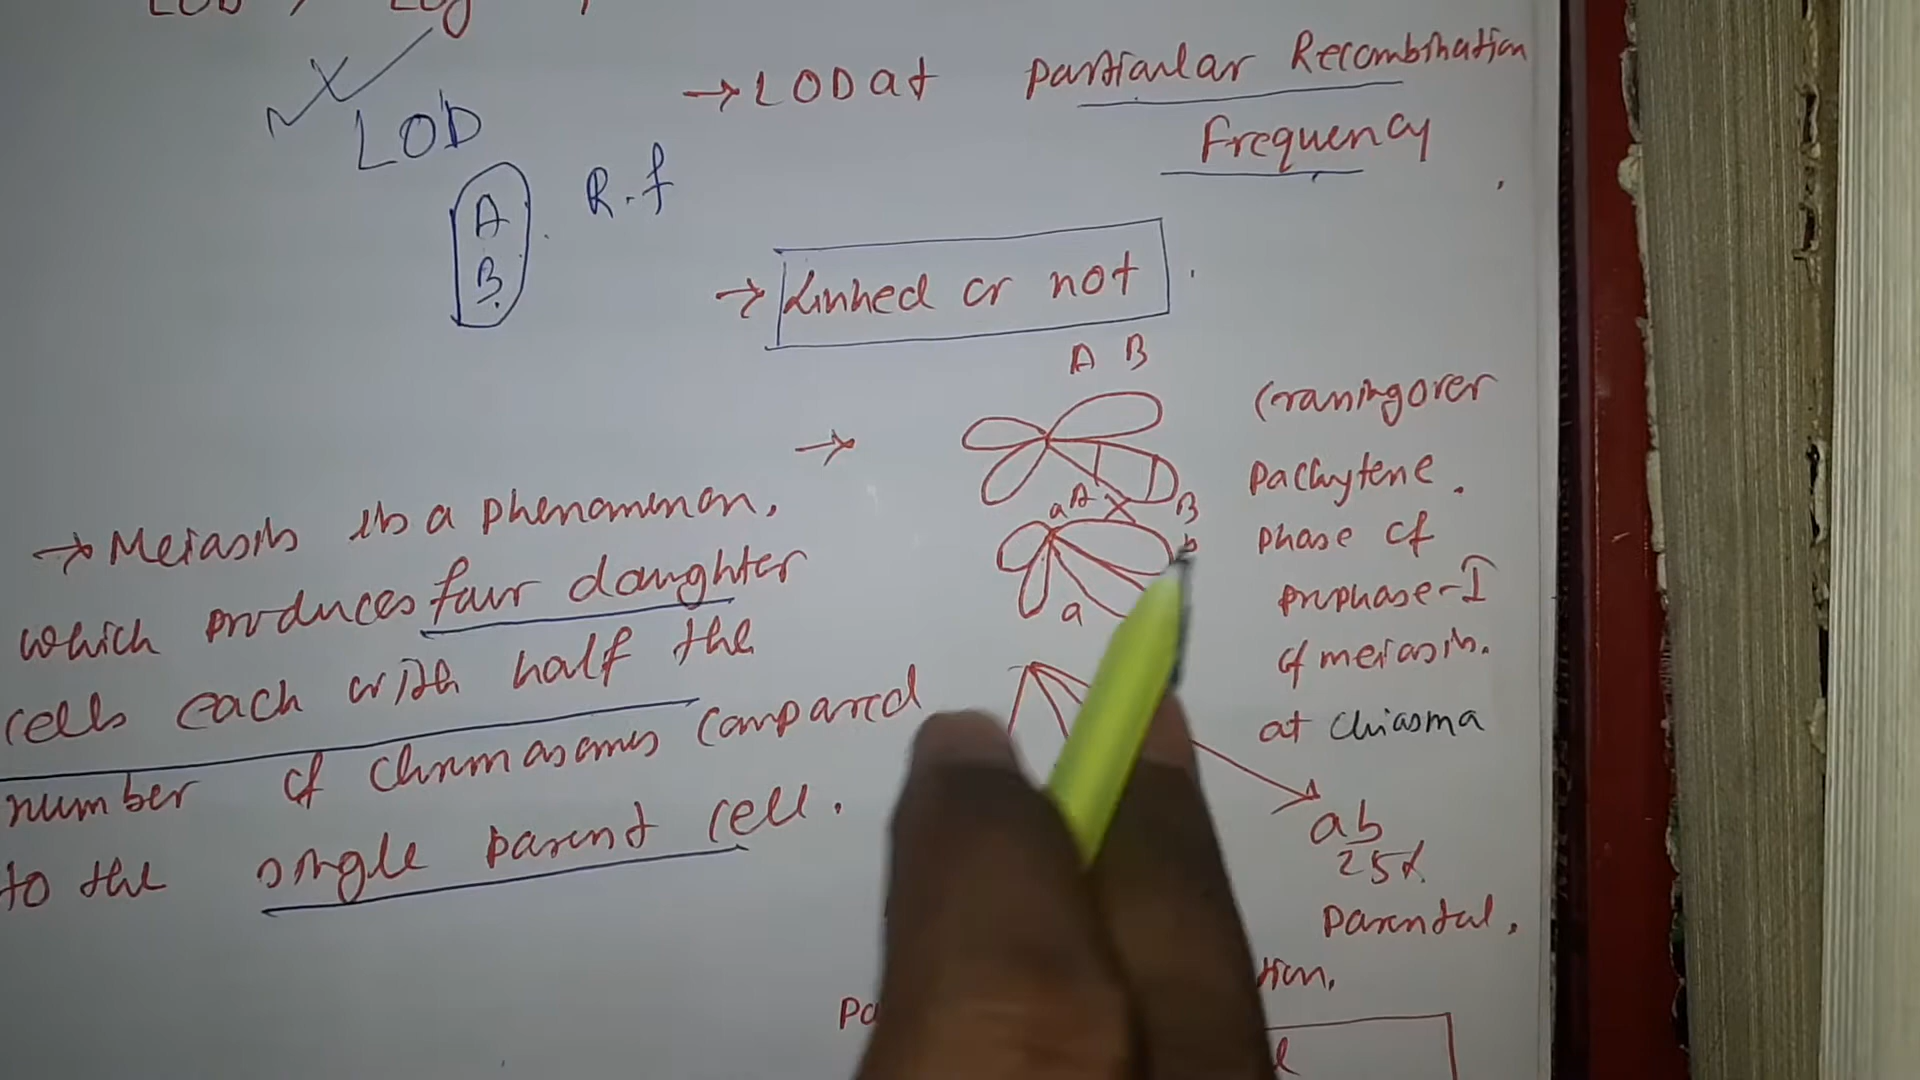 LOD
→ LOD at particular Recombination
Frequency
A
B
R.f
→ Linked or not
A B
→
Crossing over
pachytene
phase of
prophase-I
of meiosis.
at chiasma
a A
B
b
a
→ Meiosis is a phenomenon,
which produces four daughter
cells each with half the
number of chromosomes compared
to the single parent cell.
ab
25%
parental.